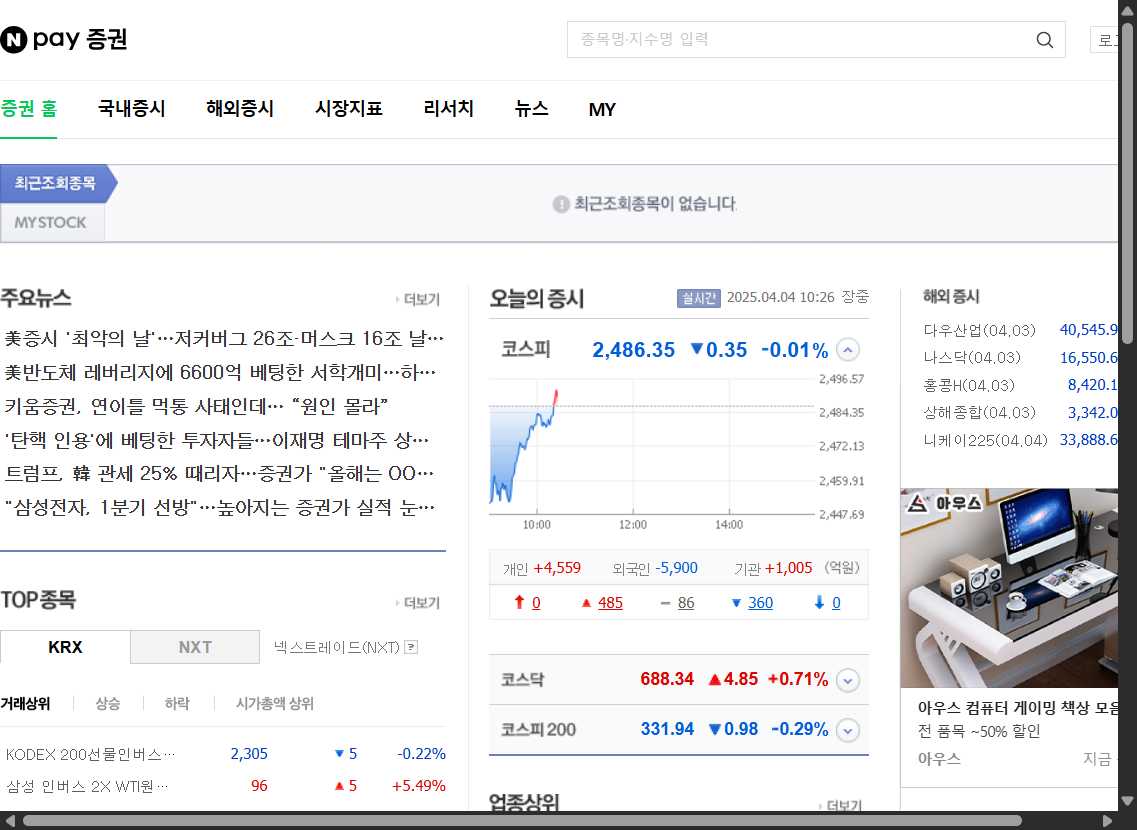 N pay 증권
종목명·지수명 입력
증권 홈 국내증시 해외증시 시장지표 리서치 뉴스 MY
최근조회종목
MYSTOCK
최근조회종목이 없습니다.
주요뉴스 더보기
美증시 '최악의 날'…저커버그 26조·머스크 16조 날…
美반도체 레버리지에 6600억 베팅한 서학개미…하…
키움증권, 연이틀 먹통 사태인데… “원인 몰라”
'탄핵 인용'에 베팅한 투자자들…이재명 테마주 상…
트럼프, 韓 관세 25% 때리자…증권가 "올해는 OO…
"삼성전자, 1분기 선방"…높아지는 증권가 실적 눈…
TOP종목 더보기
KRX NXT 넥스트레이드(NXT) ?
거래상위 상승 하락 시가총액 상위
KODEX 200선물인버스… 2,305 ▼ 5 -0.22%
삼성 인버스 2X WTI원… 96 ▲ 5 +5.49%
오늘의 증시 실시간 2025.04.04 10:26 장중
코스피 2,486.35 ▼0.35 -0.01%
2,496.57
2,484.35
2,472.13
2,459.91
2,447.69
10:00 12:00 14:00
개인 +4,559 외국인 -5,900 기관 +1,005 (억원)
0 485 86 360 0
코스닥 688.34 ▲4.85 +0.71%
코스피 200 331.94 ▼0.98 -0.29%
업종상위 더보기
해외 증시
다우산업(04.03) 40,545.9
나스닥(04.03) 16,550.6
홍콩H(04.03) 8,420.1
상해종합(04.03) 3,342.0
니케이225(04.04) 33,888.6
아우스
아우스 컴퓨터 게이밍 책상 모음
전 품목 ~50% 할인
아우스 지금